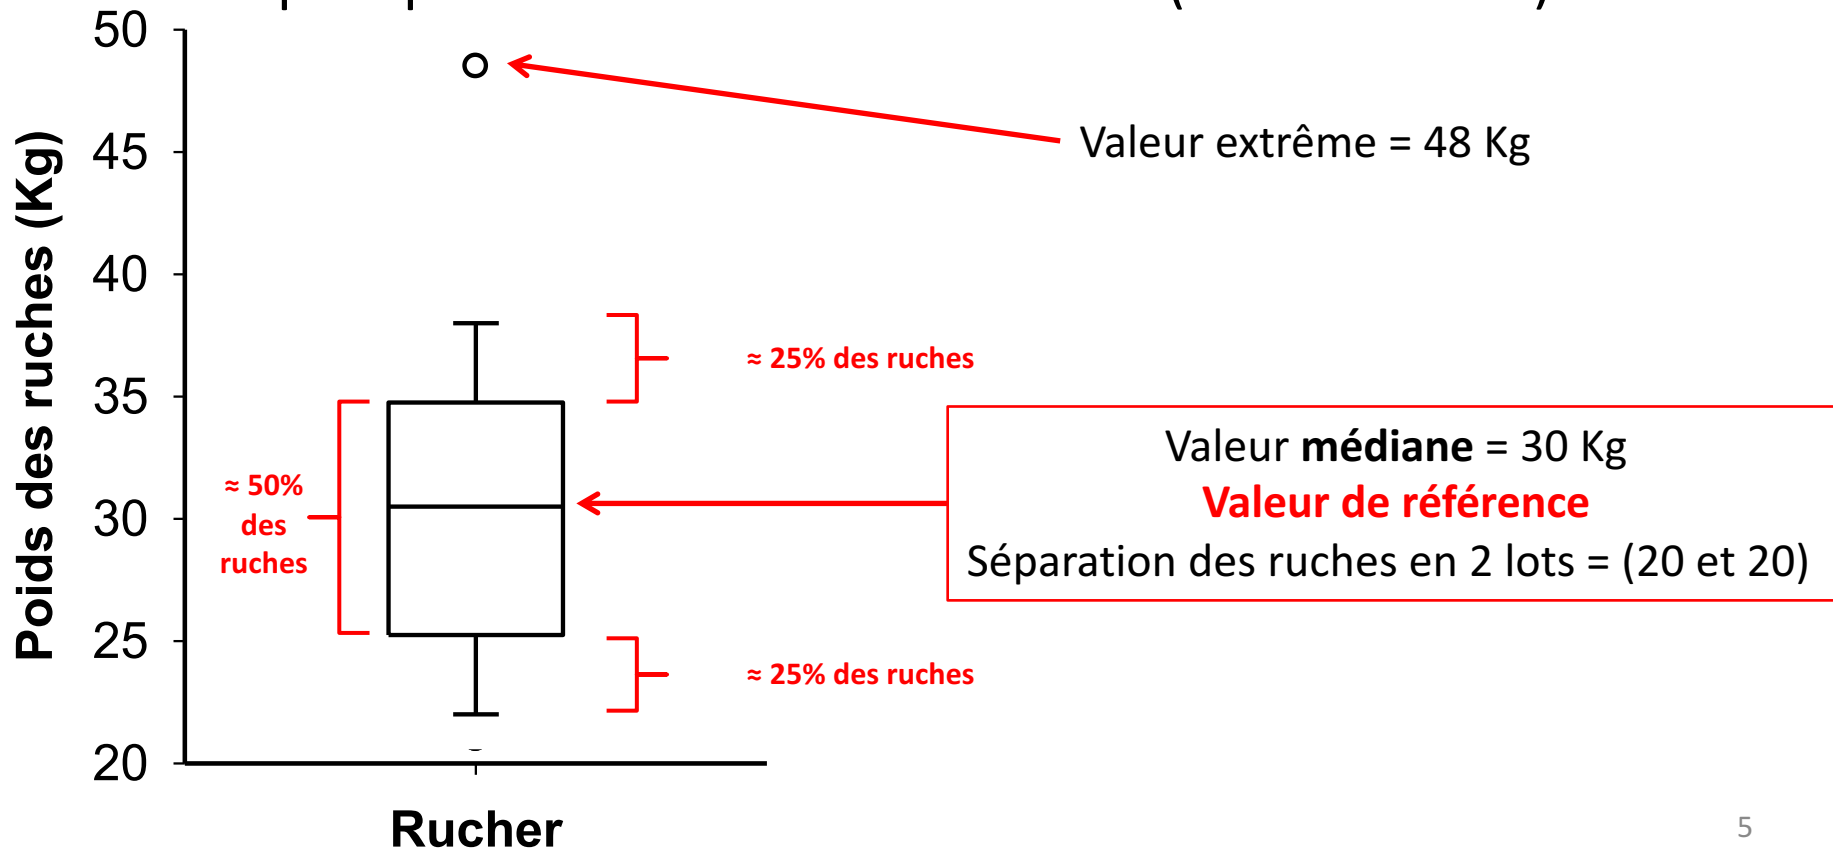 50
45
40
35
30
25
20
Poids des ruches (Kg)
Valeur extrême = 48 Kg
≈ 25% des ruches
≈ 50%
des
ruches
Valeur médiane = 30 Kg
Valeur de référence
Séparation des ruches en 2 lots = (20 et 20)
≈ 25% des ruches
Rucher
5